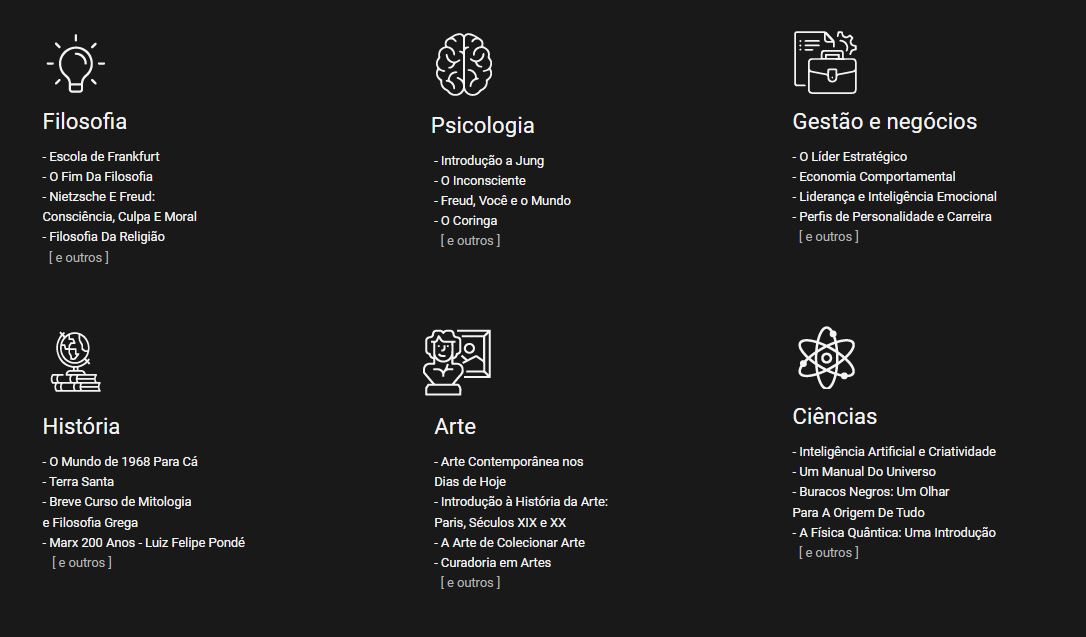 Filosofia
- Escola de Frankfurt
- O Fim Da Filosofia
- Nietzsche E Freud:
Consciência, Culpa E Moral
- Filosofia Da Religião
[ e outros ]
Psicologia
- Introdução a Jung
- O Inconsciente
- Freud, Você e o Mundo
- O Coringa
[ e outros ]
Gestão e negócios
- O Líder Estratégico
- Economia Comportamental
- Liderança e Inteligência Emocional
- Perfis de Personalidade e Carreira
[ e outros ]
História
- O Mundo de 1968 Para Cá
- Terra Santa
- Breve Curso de Mitologia
e Filosofia Grega
- Marx 200 Anos - Luiz Felipe Pondé
[ e outros ]
Arte
- Arte Contemporânea nos
Dias de Hoje
- Introdução à História da Arte:
Paris, Séculos XIX e XX
- A Arte de Colecionar Arte
- Curadoria em Artes
[ e outros ]
Ciências
- Inteligência Artificial e Criatividade
- Um Manual Do Universo
- Buracos Negros: Um Olhar
Para A Origem De Tudo
- A Física Quântica: Uma Introdução
[ e outros ]